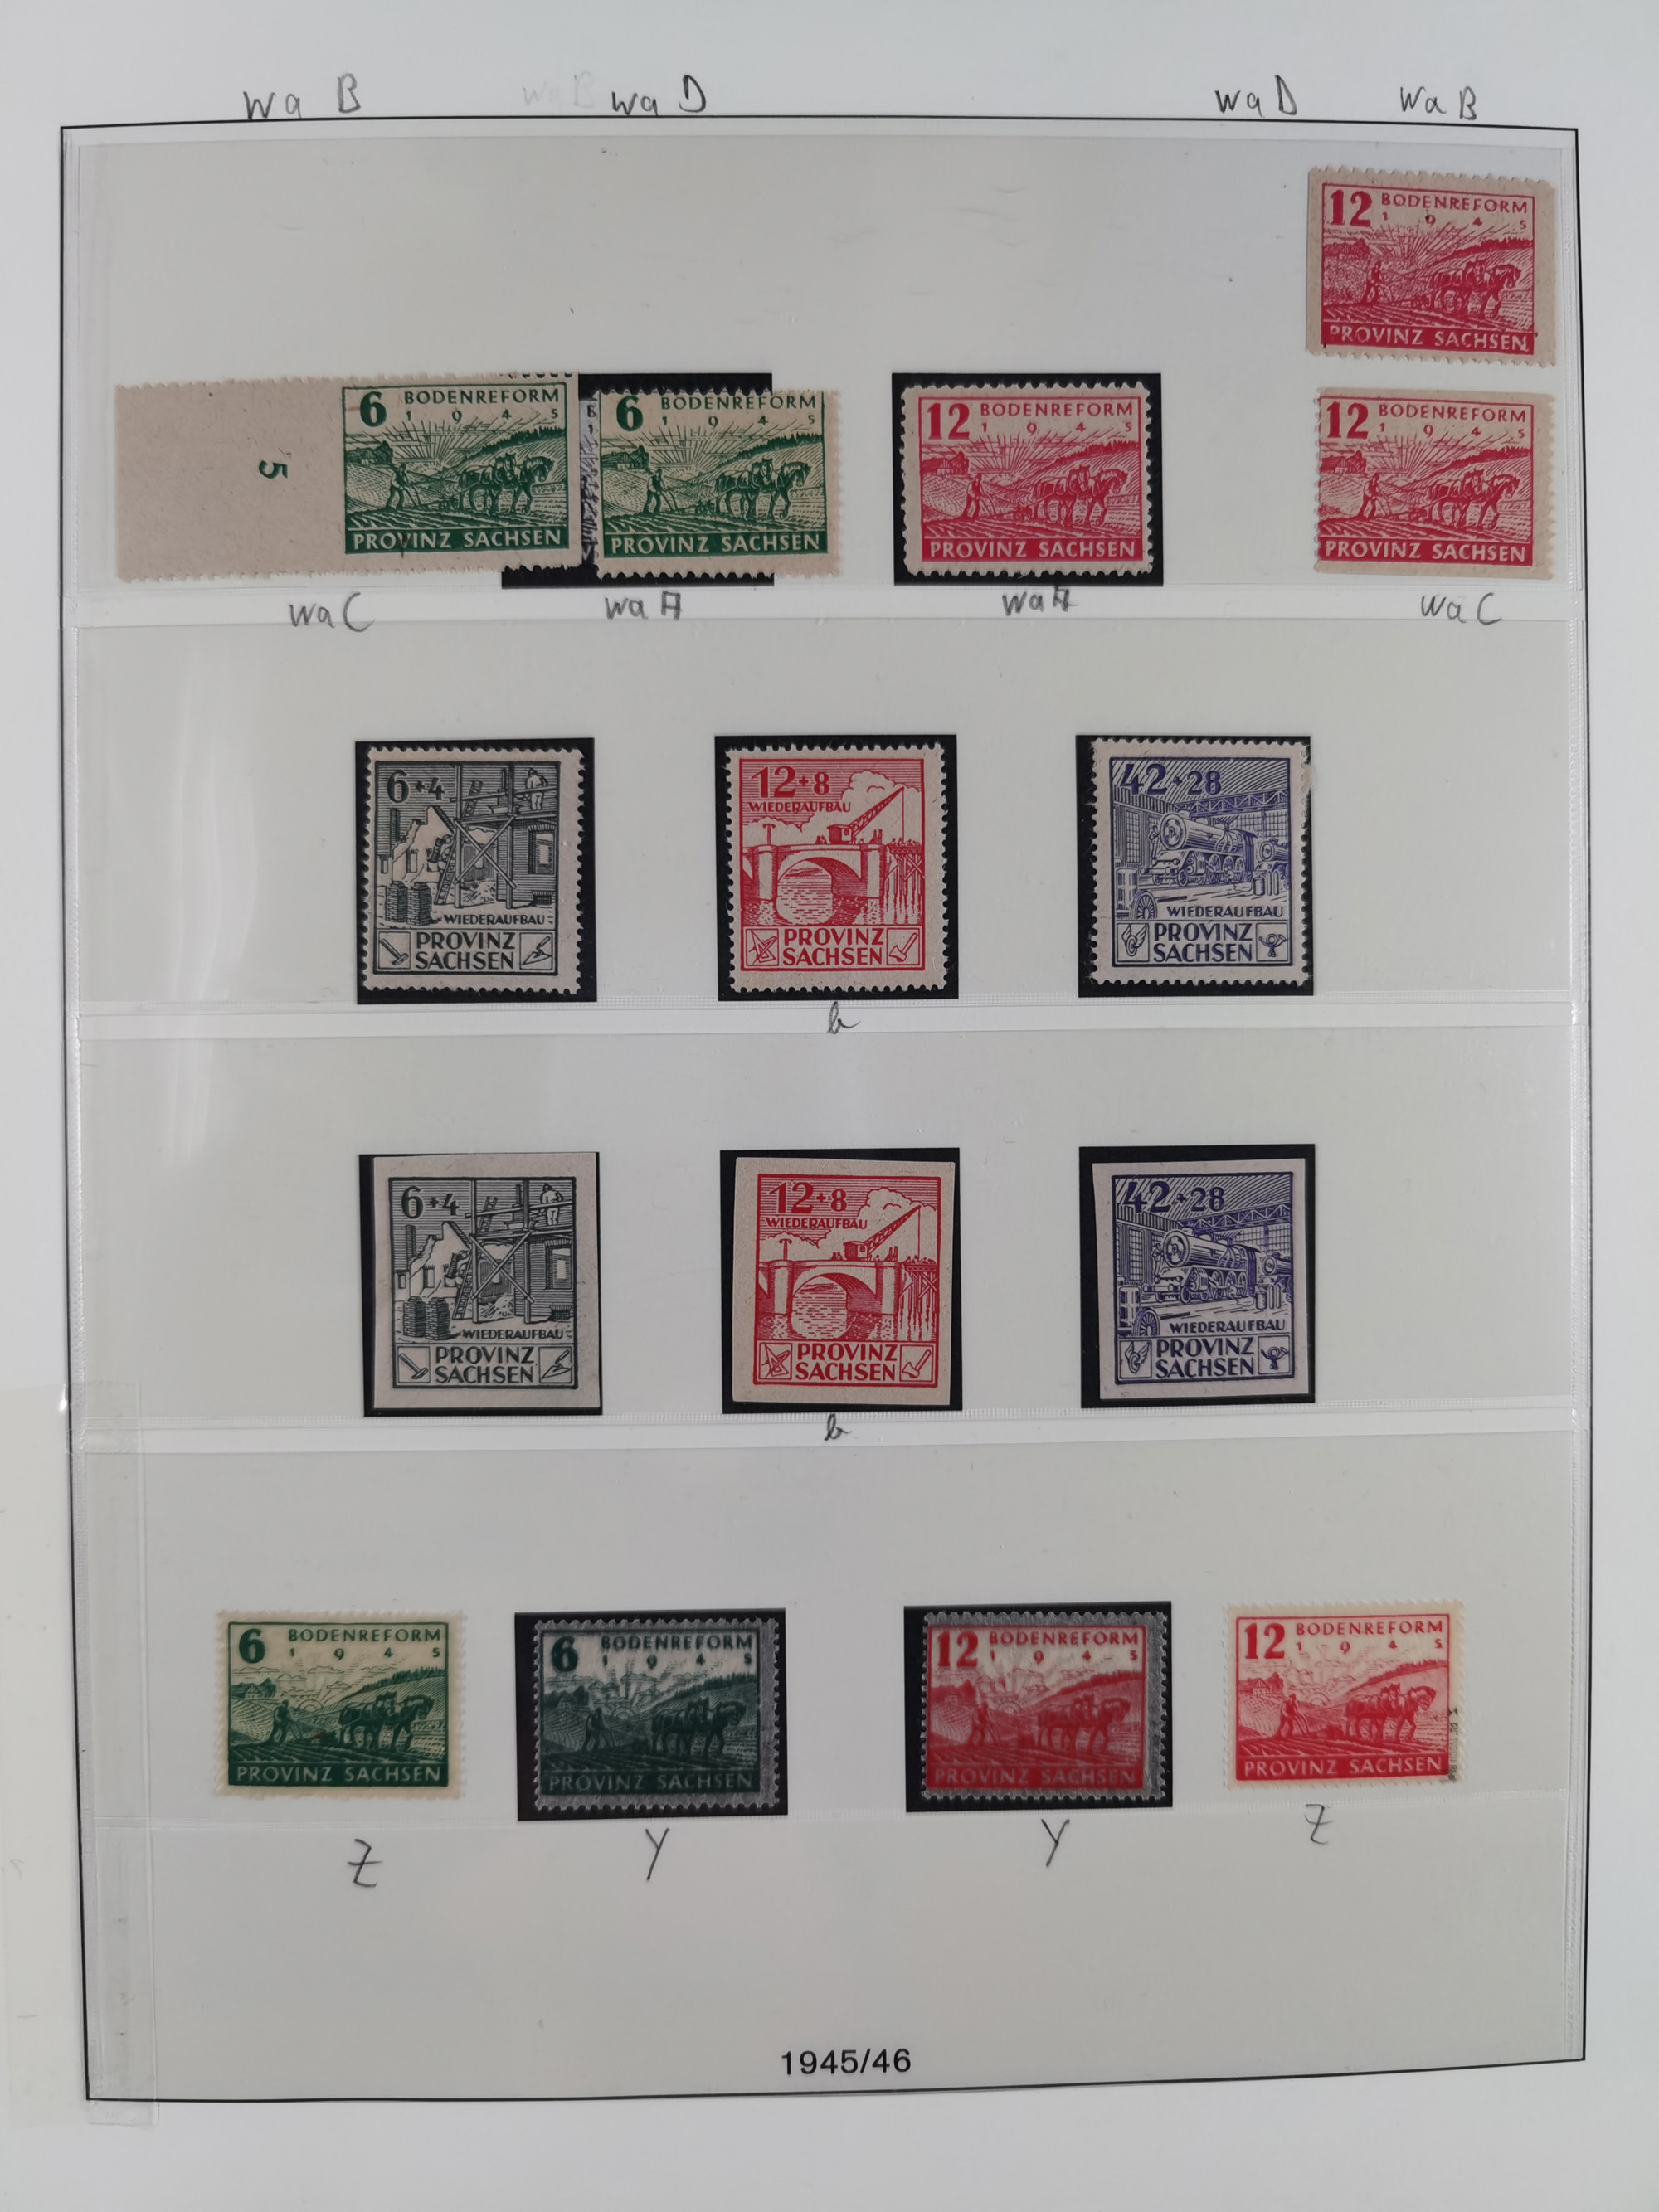 wa B wa B wa D wa D wa B
12 BODENREFORM
1 9 4 5
PROVINZ SACHSEN
5
6 BODENREFORM
1 9 4 5
PROVINZ SACHSEN
6 BODENREFORM
1 9 4 5
PROVINZ SACHSEN
12 BODENREFORM
1 9 4 5
PROVINZ SACHSEN
12 BODENREFORM
1 9 4 5
PROVINZ SACHSEN
wa C wa A wa A wa C
6+4
WIEDERAUFBAU
PROVINZ
SACHSEN
12+8
WIEDERAUFBAU
PROVINZ
SACHSEN
42+28
WIEDERAUFBAU
PROVINZ
SACHSEN
b
6+4
WIEDERAUFBAU
PROVINZ
SACHSEN
12+8
WIEDERAUFBAU
PROVINZ
SACHSEN
42+28
WIEDERAUFBAU
PROVINZ
SACHSEN
b
6 BODENREFORM
1 9 4 5
PROVINZ SACHSEN
6 BODENREFORM
1 9 4 5
PROVINZ SACHSEN
12 BODENREFORM
1 9 4 5
PROVINZ SACHSEN
12 BODENREFORM
1 9 4 5
PROVINZ SACHSEN
Z Y Y Z
1945/46